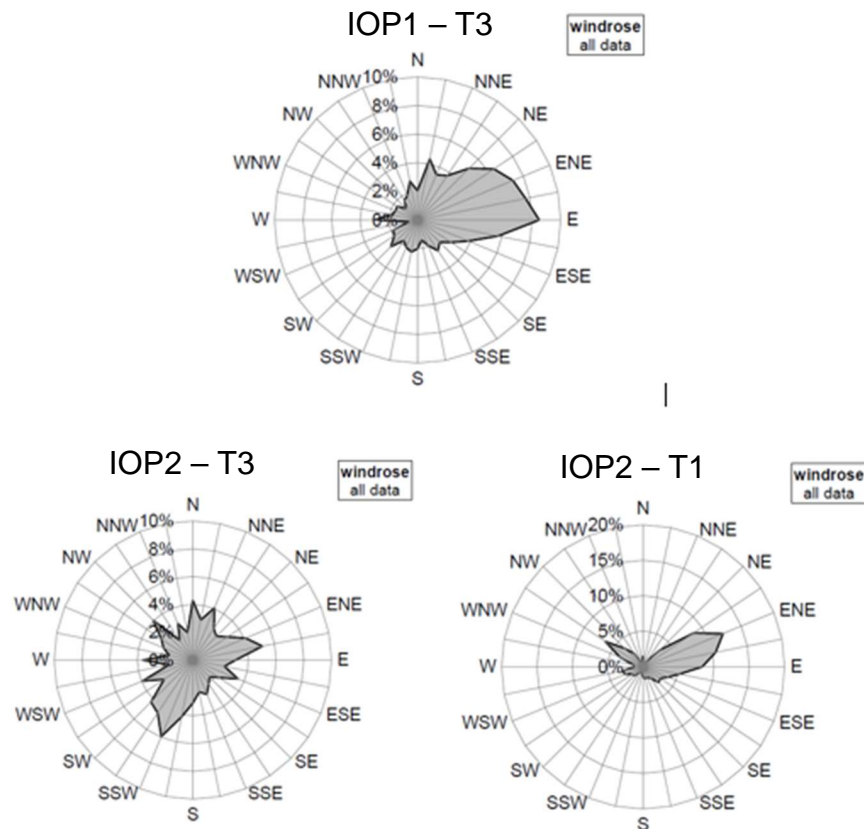 IOP1 – T3
windrose
all data
N
NNE
NE
ENE
E
ESE
SE
SSE
S
SSW
SW
WSW
W
WNW
NW
NNW
10%
8%
6%
4%
2%
0%
|
IOP2 – T3
windrose
all data
N
NNE
NE
ENE
E
ESE
SE
SSE
S
SSW
SW
WSW
W
WNW
NW
NNW
10%
8%
6%
4%
2%
0%
IOP2 – T1
windrose
all data
N
NNE
NE
ENE
E
ESE
SE
SSE
S
SSW
SW
WSW
W
WNW
NW
NNW
20%
15%
10%
5%
0%